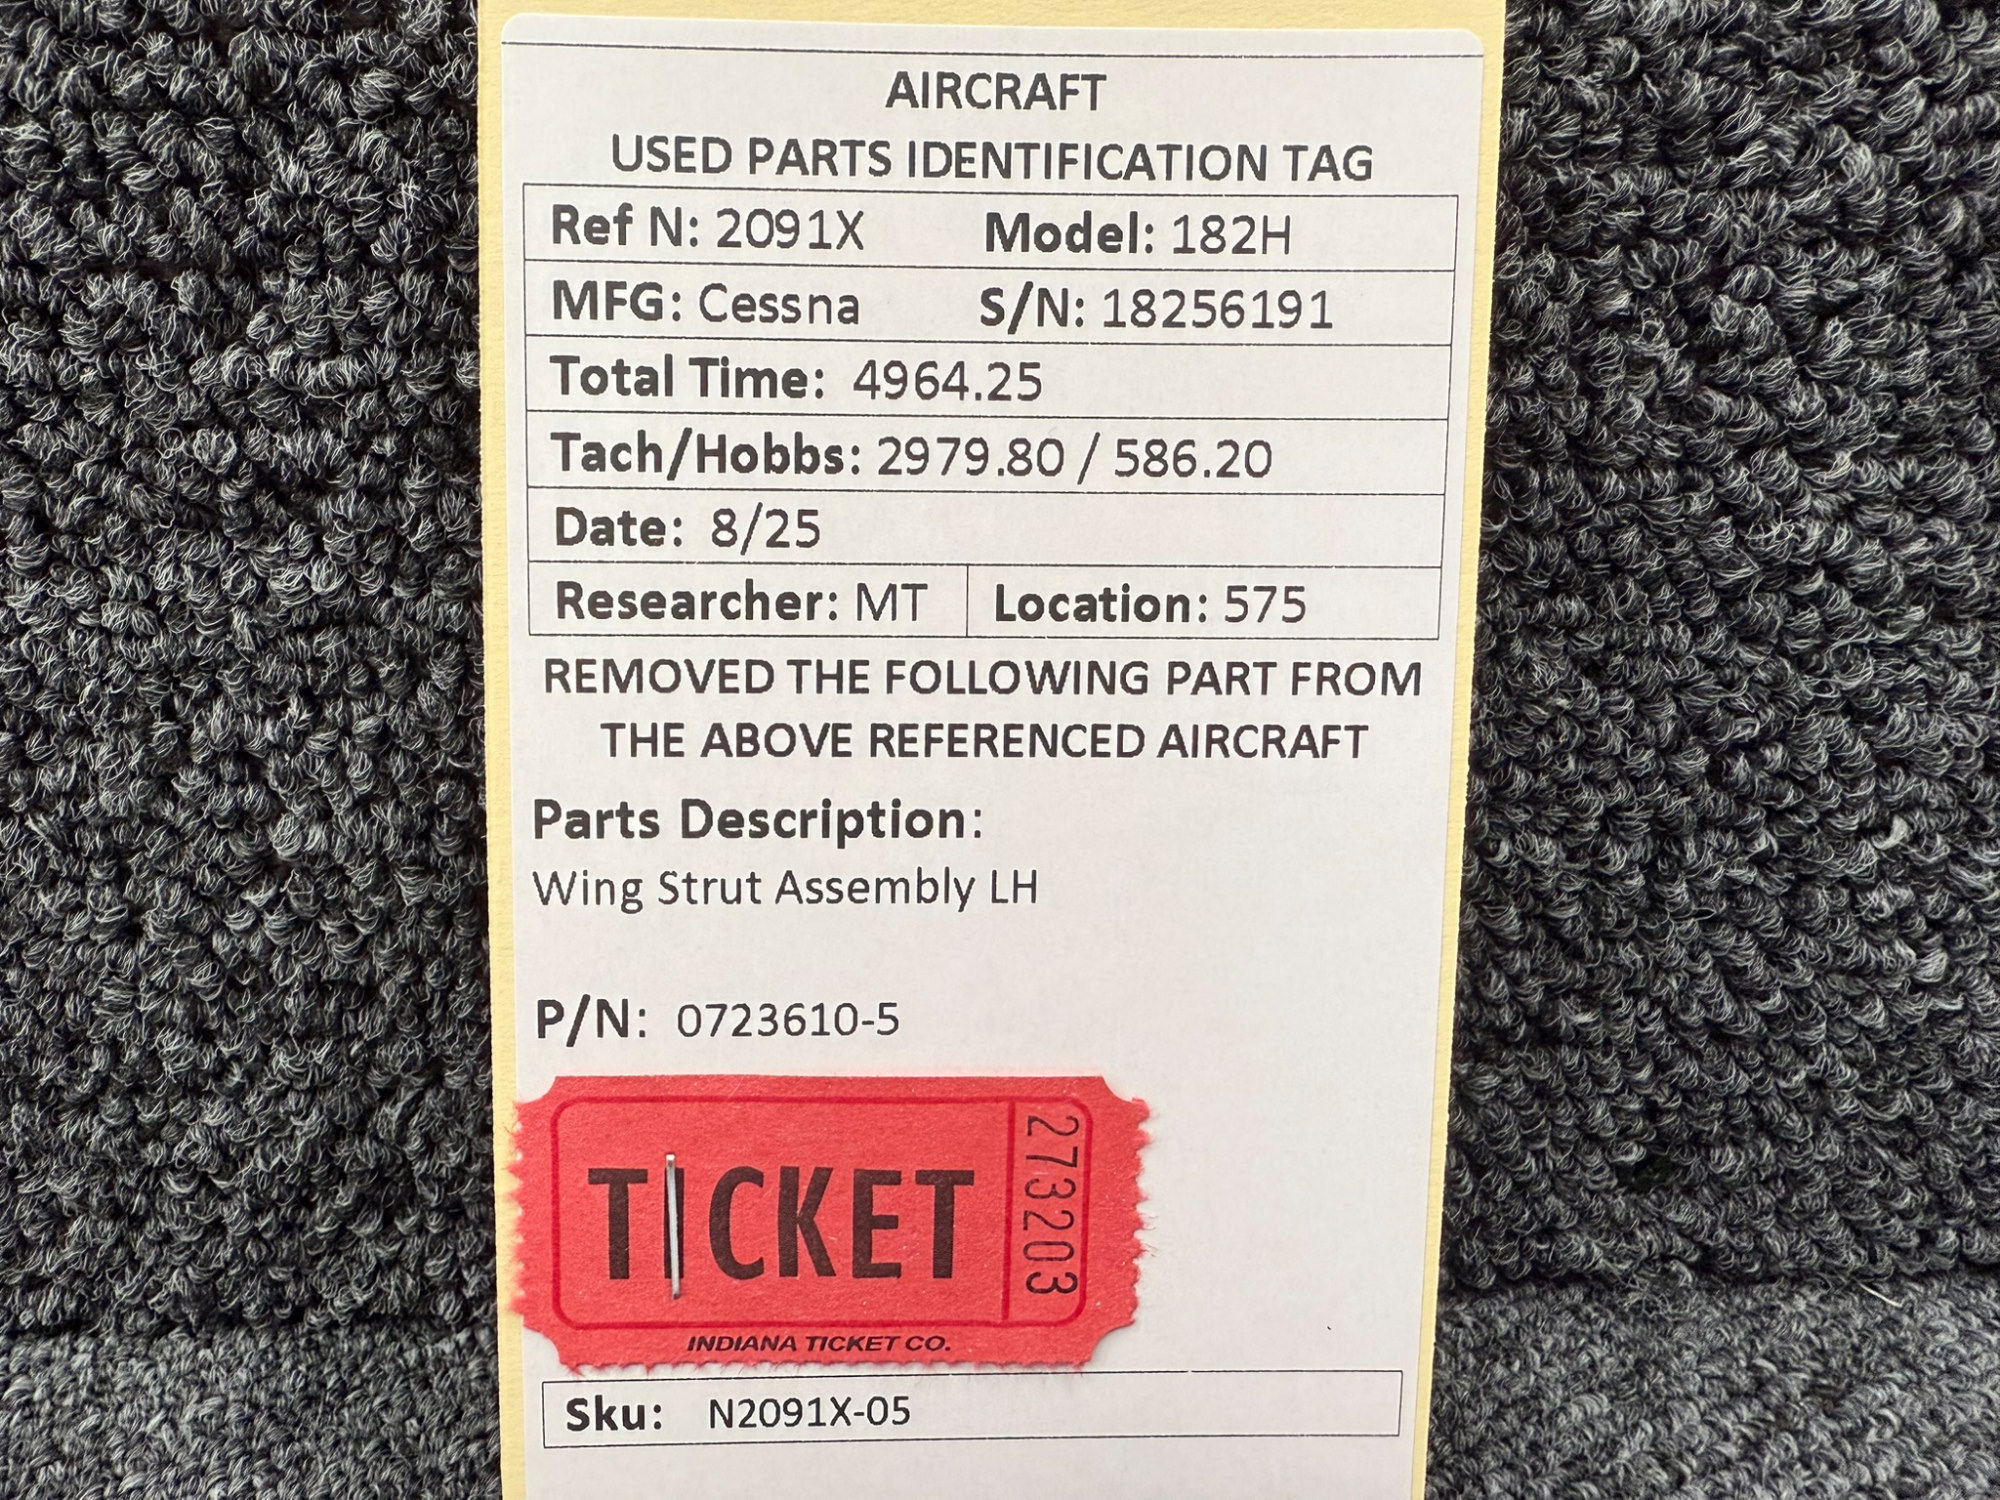 AIRCRAFT
USED PARTS IDENTIFICATION TAG
Ref N: 2091X Model: 182H
MFG: Cessna S/N: 18256191
Total Time: 4964.25
Tach/Hobbs: 2979.80 / 586.20
Date: 8/25
Researcher: MT Location: 575
REMOVED THE FOLLOWING PART FROM
THE ABOVE REFERENCED AIRCRAFT
Parts Description:
Wing Strut Assembly LH
P/N: 0723610-5
TICKET
273203
INDIANA TICKET CO.
Sku: N2091X-05